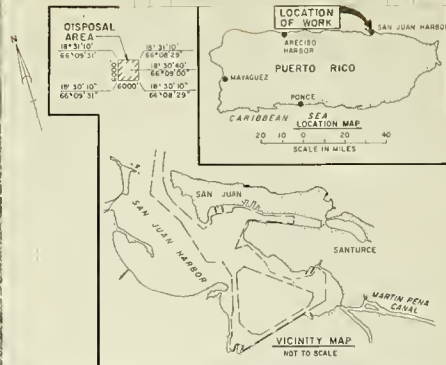 DISPOSAL
AREA
18° 31' 10"
66° 09' 31"
18° 31' 10"
66° 08' 29"
18° 30' 40"
66° 09' 00"
18° 30' 10"
66° 09' 31"
6000'
18° 30' 10"
66° 08' 29"
N
LOCATION
OF WORK
SAN JUAN HARBOR
ARECIBO
HARBOR
PUERTO RICO
MAYAGUEZ
PONCE
CARIBBEAN SEA
LOCATION MAP
20 10 0 20 40
SCALE IN MILES
SAN JUAN
SAN JUAN HARBOR
SANTURCE
MARTIN PENA
CANAL
VICINITY MAP
NOT TO SCALE